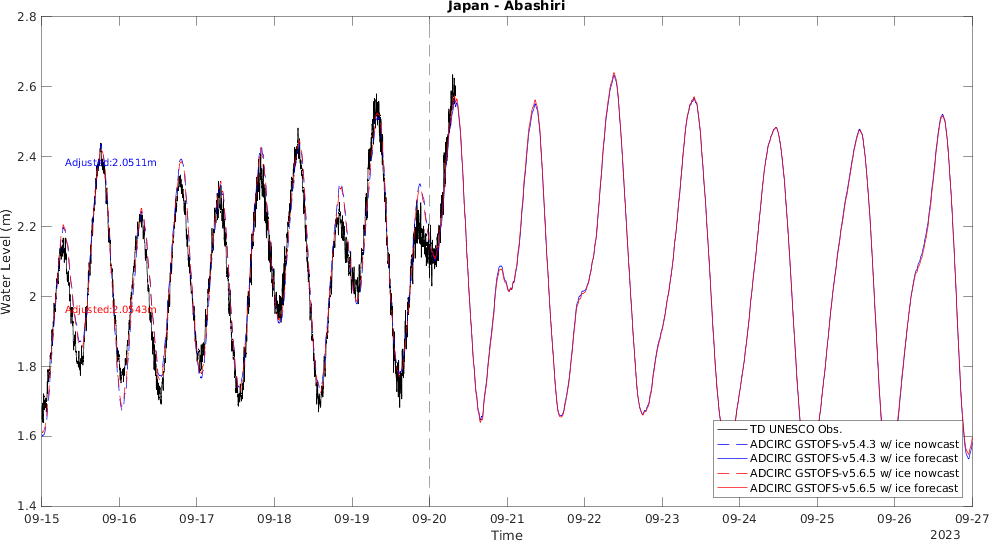 Japan - Abashiri
2.8
2.6
2.4
2.2
2
1.8
1.6
1.4
Water Level (m)
Adjusted:2.0511m
Adjusted:2.0543m
TD UNESCO Obs.
ADCIRC GSTOFS-v5.4.3 w/ ice nowcast
ADCIRC GSTOFS-v5.4.3 w/ ice forecast
ADCIRC GSTOFS-v5.6.5 w/ ice nowcast
ADCIRC GSTOFS-v5.6.5 w/ ice forecast
09-15 09-16 09-17 09-18 09-19 09-20 09-21 09-22 09-23 09-24 09-25 09-26 09-27
Time
2023